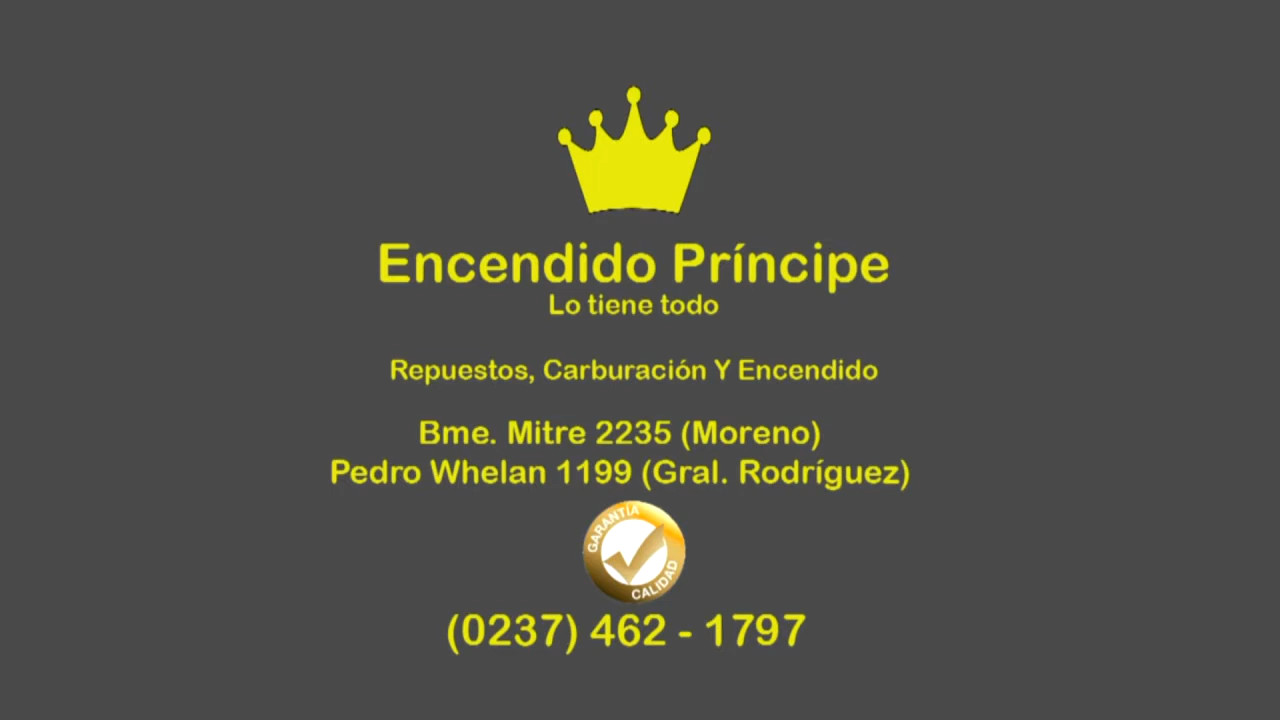 Encendido Príncipe
Lo tiene todo
Repuestos, Carburación Y Encendido
Bme. Mitre 2235 (Moreno)
Pedro Whelan 1199 (Gral. Rodríguez)
GARANTIA
CALIDAD
(0237) 462 - 1797